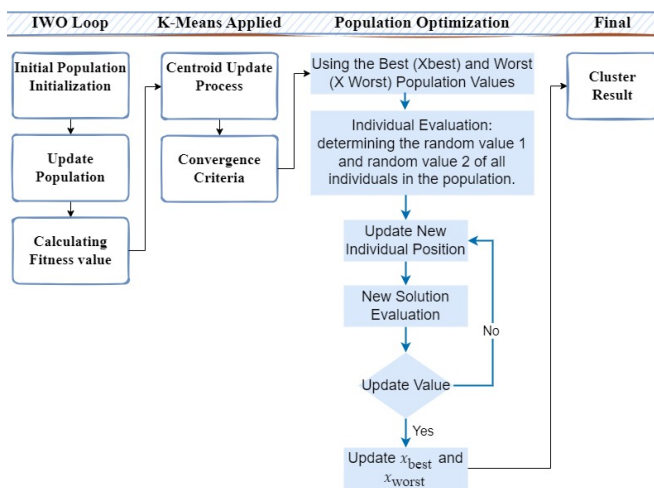 IWO Loop
K-Means Applied
Population Optimization
Final
Initial Population
Initialization
Update
Population
Calculating
Fitness value
Centroid Update
Process
Convergence
Criteria
Using the Best (Xbest) and Worst
(X Worst) Population Values
Individual Evaluation:
determining the random value 1
and random value 2 of all
individuals in the population.
Update New
Individual Position
New Solution
Evaluation
No
Update Value
Yes
Update xbest and
xworst
Cluster
Result